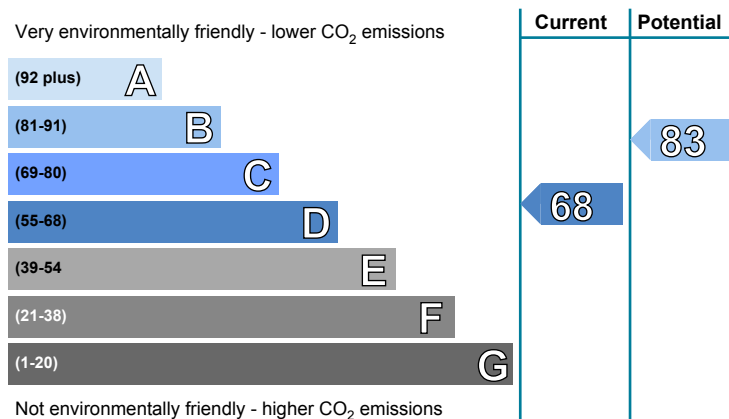 Very environmentally friendly - lower CO2 emissions
Current
Potential
(92 plus) A
(81-91) B
(69-80) C
(55-68) D
(39-54 E
(21-38) F
(1-20) G
83
68
Not environmentally friendly - higher CO2 emissions